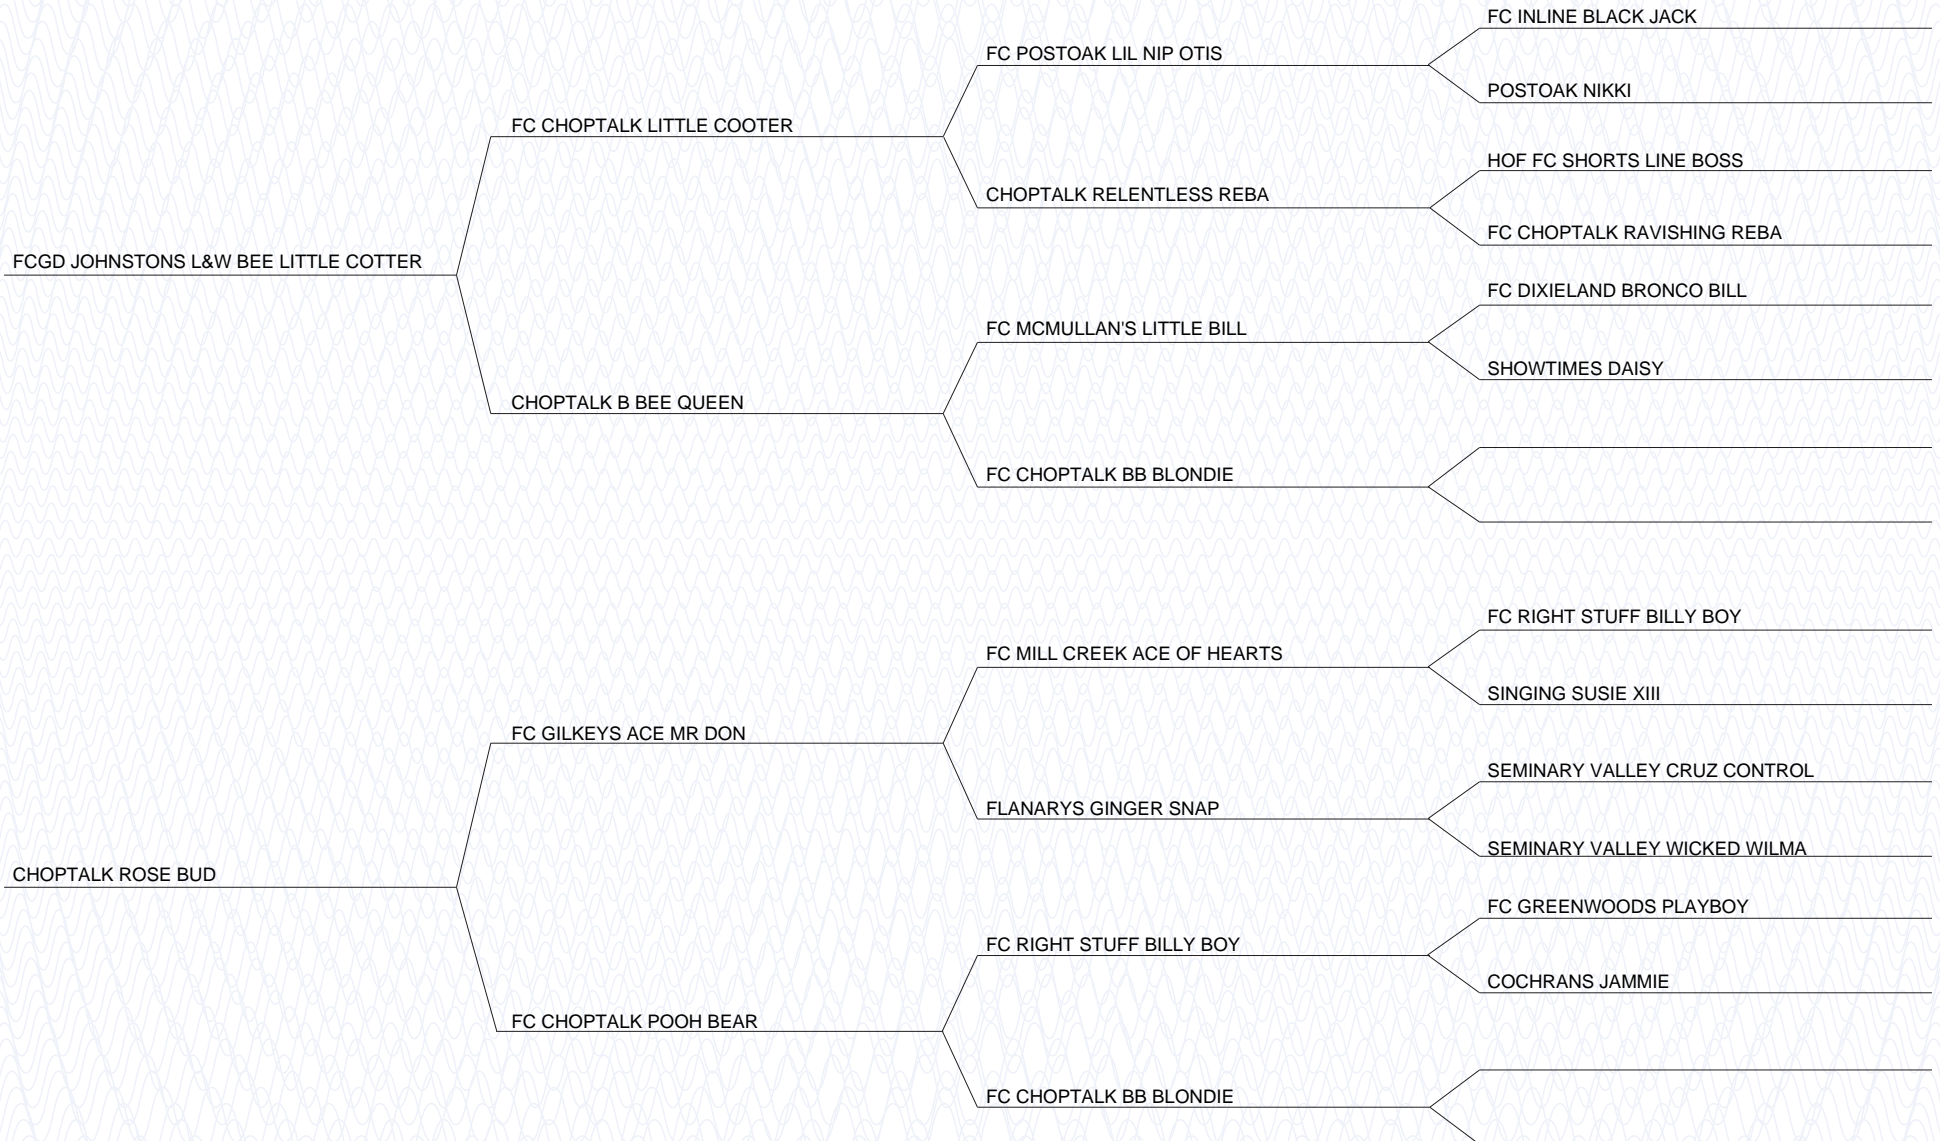 FC INLINE BLACK JACK
FC POSTOAK LIL NIP OTIS
POSTOAK NIKKI
FC CHOPTALK LITTLE COOTER
HOF FC SHORTS LINE BOSS
CHOPTALK RELENTLESS REBA
FC CHOPTALK RAVISHING REBA
FCGD JOHNSTONS L&W BEE LITTLE COTTER
FC DIXIELAND BRONCO BILL
FC MCMULLAN'S LITTLE BILL
SHOWTIMES DAISY
CHOPTALK B BEE QUEEN
FC CHOPTALK BB BLONDIE
FC RIGHT STUFF BILLY BOY
FC MILL CREEK ACE OF HEARTS
SINGING SUSIE XIII
FC GILKEYS ACE MR DON
SEMINARY VALLEY CRUZ CONTROL
FLANARYS GINGER SNAP
SEMINARY VALLEY WICKED WILMA
CHOPTALK ROSE BUD
FC GREENWOODS PLAYBOY
FC RIGHT STUFF BILLY BOY
COCHRANS JAMMIE
FC CHOPTALK POOH BEAR
FC CHOPTALK BB BLONDIE